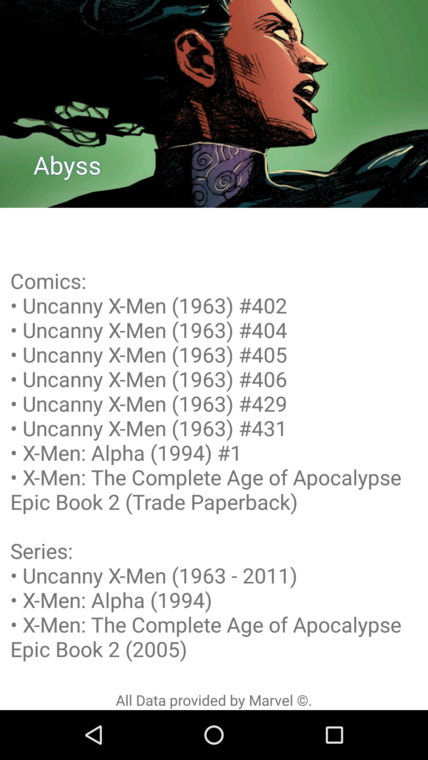 Abyss
Comics:
• Uncanny X-Men (1963) #402
• Uncanny X-Men (1963) #404
• Uncanny X-Men (1963) #405
• Uncanny X-Men (1963) #406
• Uncanny X-Men (1963) #429
• Uncanny X-Men (1963) #431
• X-Men: Alpha (1994) #1
• X-Men: The Complete Age of Apocalypse
Epic Book 2 (Trade Paperback)
Series:
• Uncanny X-Men (1963 - 2011)
• X-Men: Alpha (1994)
• X-Men: The Complete Age of Apocalypse
Epic Book 2 (2005)
All Data provided by Marvel ©.